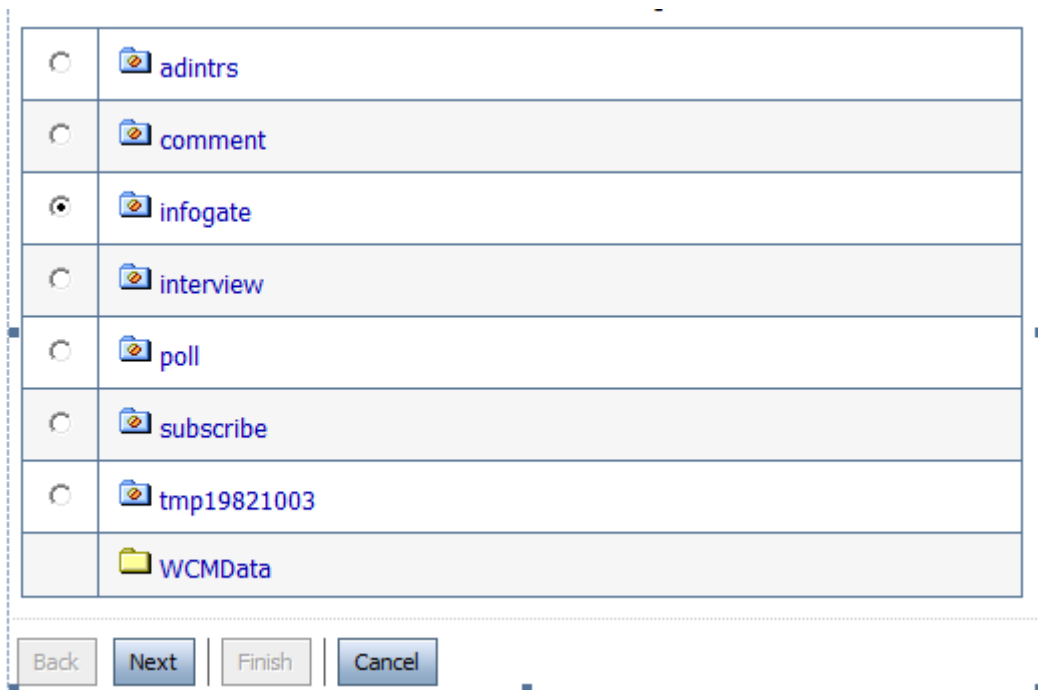 adintrs
comment
infogate
interview
poll
subscribe
tmp19821003
WCMData
Back Next Finish Cancel